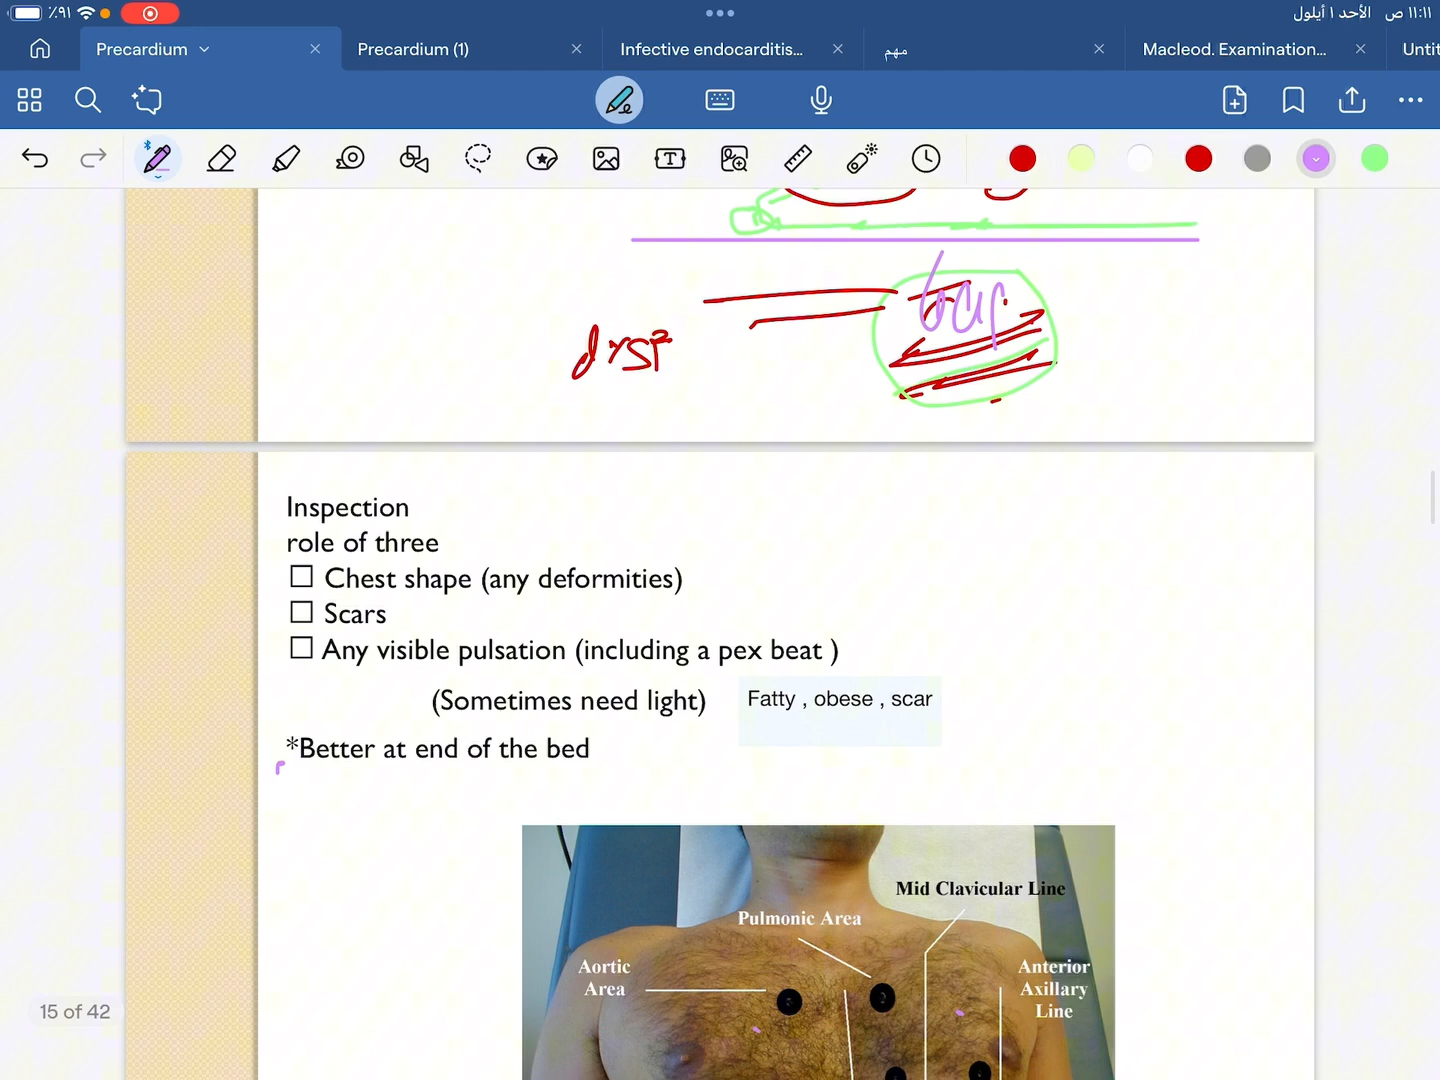 ٪٩١
١١:١١ ص الأحد ١ أيلول
Precardium
Precardium (1)
Infective endocarditis...
مهم
Macleod. Examination...
Untit
Inspection
role of three
☐ Chest shape (any deformities)
☐ Scars
☐ Any visible pulsation (including a pex beat )
(Sometimes need light)
Fatty , obese , scar
*Better at end of the bed
Mid Clavicular Line
Pulmonic Area
Aortic
Area
Anterior
Axillary
Line
15 of 42